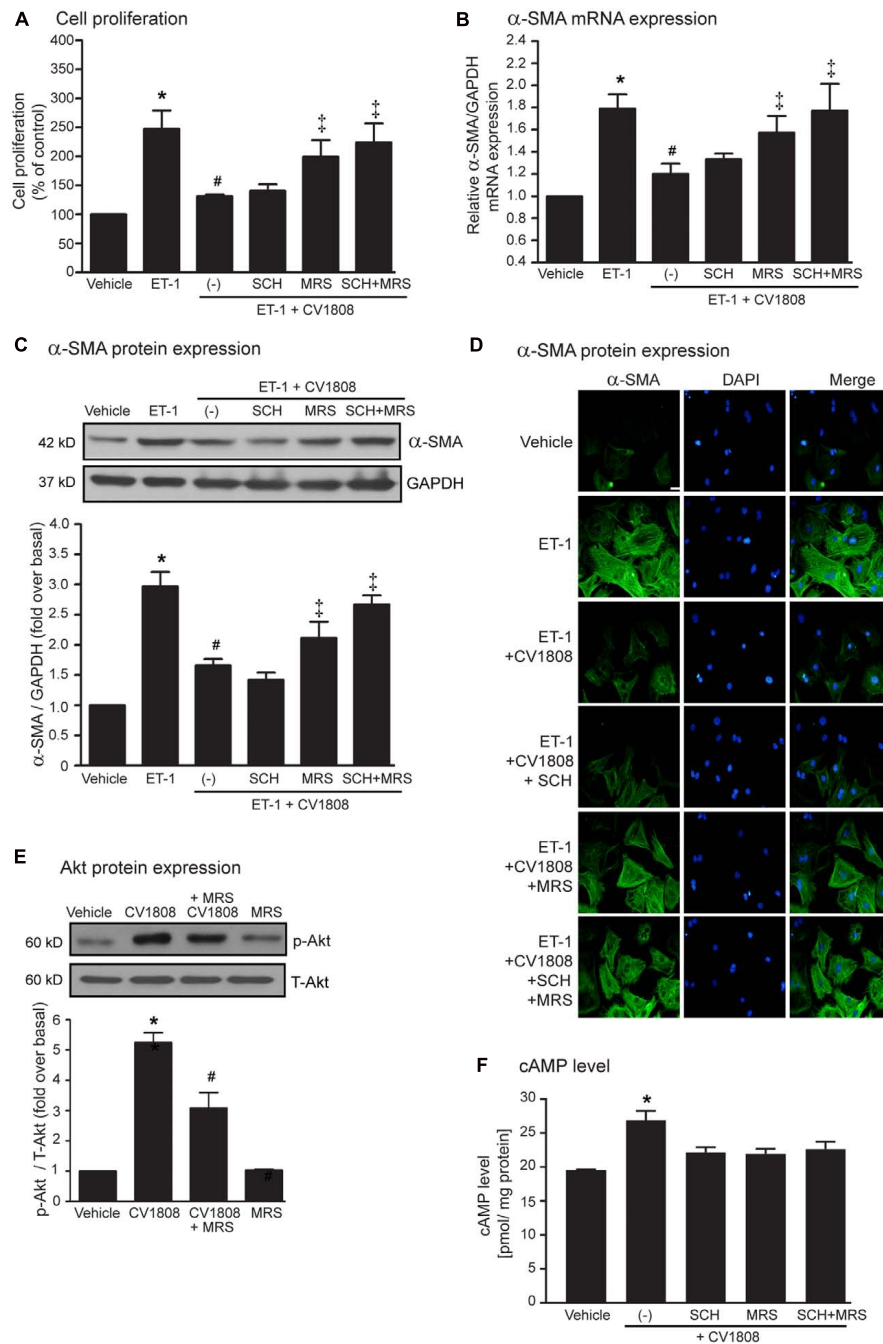 A Cell proliferation
Cell proliferation
(% of control)
400
350
300
250
200
150
100
50
0
*
#
‡
‡
Vehicle ET-1 (-) SCH MRS SCH+MRS
ET-1 + CV1808
B α-SMA mRNA expression
Relative α-SMA/GAPDH
mRNA expression
2.4
2.2
2.0
1.8
1.6
1.4
1.2
1.0
0.8
0.6
0.4
*
#
‡
‡
Vehicle ET-1 (-) SCH MRS SCH+MRS
ET-1 + CV1808
C α-SMA protein expression
ET-1 + CV1808
Vehicle ET-1 (-) SCH MRS SCH+MRS
42 kD α-SMA
37 kD GAPDH
α-SMA / GAPDH (fold over basal)
4.0
3.5
3.0
2.5
2.0
1.5
1.0
0.5
0
*
#
‡
‡
Vehicle ET-1 (-) SCH MRS SCH+MRS
ET-1 + CV1808
D α-SMA protein expression
α-SMA DAPI Merge
Vehicle
ET-1
ET-1
+CV1808
ET-1
+CV1808
+ SCH
ET-1
+CV1808
+MRS
ET-1
+CV1808
+SCH
+MRS
E Akt protein expression
+ MRS
Vehicle CV1808 CV1808 MRS
60 kD p-Akt
60 kD T-Akt
p-Akt / T-Akt (fold over basal)
6
5
4
3
2
1
0
*
*
#
#
Vehicle CV1808 CV1808 MRS
+ MRS
F cAMP level
cAMP level
[pmol/ mg protein]
30
25
20
15
10
5
0
*
Vehicle (-) SCH MRS SCH+MRS
+ CV1808